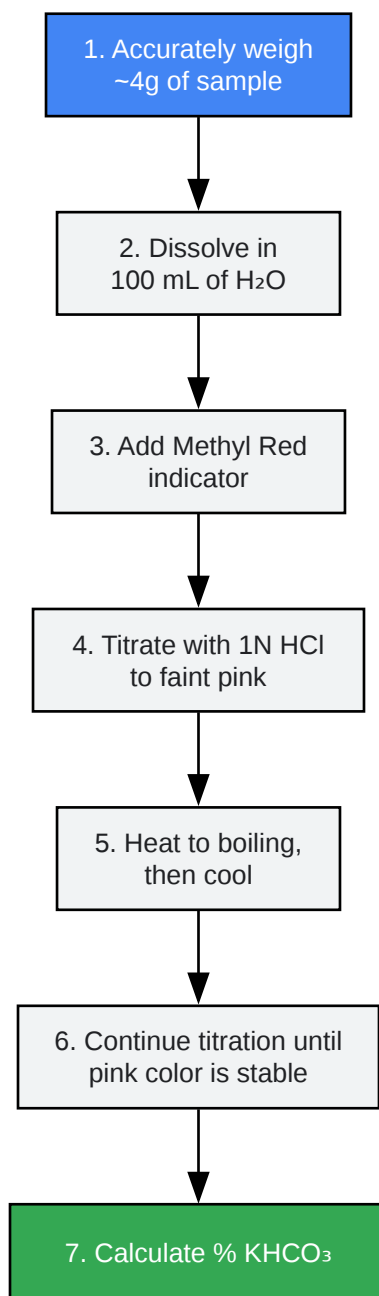 1. Accurately weigh
~4g of sample
2. Dissolve in
100 mL of H₂O
3. Add Methyl Red
indicator
4. Titrate with 1N HCl
to faint pink
5. Heat to boiling,
then cool
6. Continue titration until
pink color is stable
7. Calculate % KHCO₃